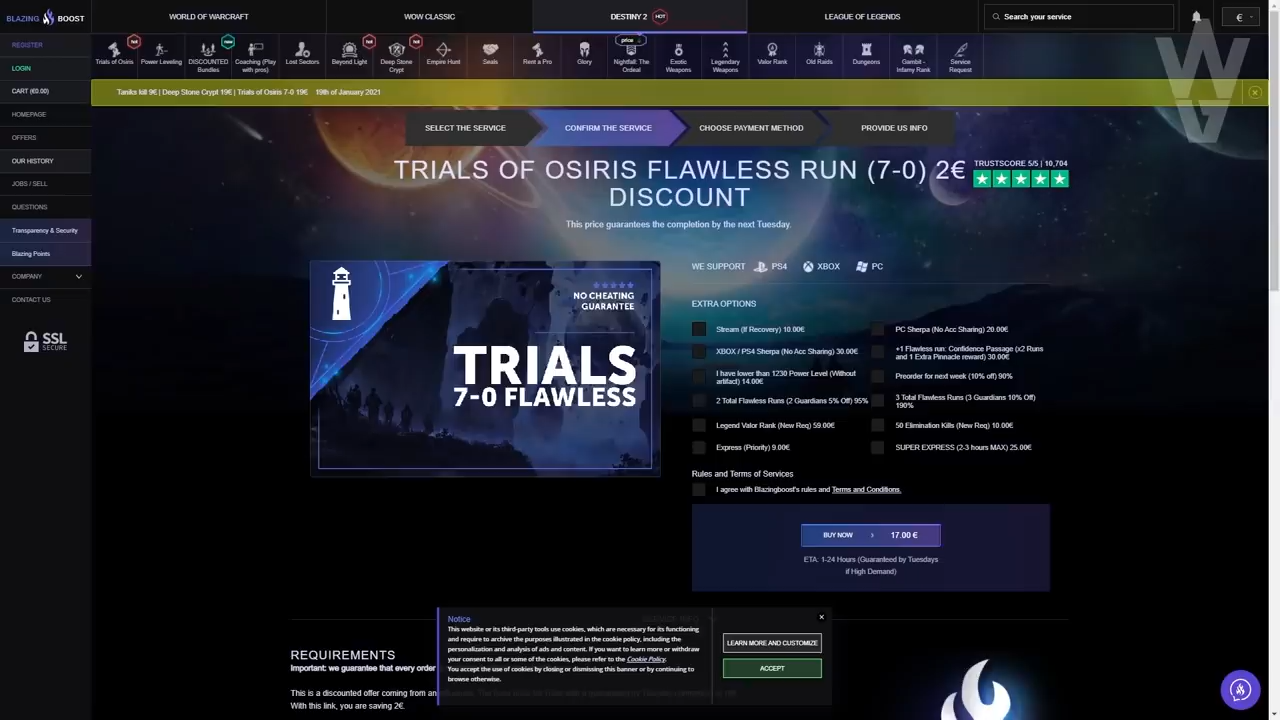 BLAZING BOOST
WORLD OF WARCRAFT
WOW CLASSIC
DESTINY 2 HOT
LEAGUE OF LEGENDS
Search your service
€
REGISTER
LOGIN
CART (€0.00)
HOMEPAGE
OFFERS
OUR HISTORY
JOBS / SELL
QUESTIONS
Transparency & Security
Blazing Points
COMPANY
CONTACT US
SSL
SECURE
hot
Trials of Osiris
Power Leveling
new
DISCOUNTED
Bundles
Coaching (Play
with pros)
Lost Sectors
hot
Beyond Light
hot
Deep Stone
Crypt
Empire Hunt
Seals
Rent a Pro
Glory
price
Nightfall: The
Ordeal
Exotic
Weapons
Legendary
Weapons
Valor Rank
Old Raids
Dungeons
Gambit -
Infamy Rank
Service
Request
Taniks kill 9€ | Deep Stone Crypt 19€ | Trials of Osiris 7-0 19€ 19th of January 2021
SELECT THE SERVICE
CONFIRM THE SERVICE
CHOOSE PAYMENT METHOD
PROVIDE US INFO
TRIALS OF OSIRIS FLAWLESS RUN (7-0) 2€
DISCOUNT
TRUSTSCORE 5/5 | 10,704
This price guarantees the completion by the next Tuesday.
NO CHEATING
GUARANTEE
TRIALS
7-0 FLAWLESS
WE SUPPORT PS4 XBOX PC
EXTRA OPTIONS
Stream (If Recovery) 10.00€
PC Sherpa (No Acc Sharing) 20.00€
XBOX / PS4 Sherpa (No Acc Sharing) 30.00€
+1 Flawless run: Confidence Passage (x2 Runs
and 1 Extra Pinnacle reward) 30.00€
I have lower than 1230 Power Level (Without
artifact) 14.00€
Preorder for next week (10% off) 90%
2 Total Flawless Runs (2 Guardians 5% Off) 95%
3 Total Flawless Runs (3 Guardians 10% Off)
190%
Legend Valor Rank (New Req) 59.00€
50 Elimination Kills (New Req) 10.00€
Express (Priority) 9.00€
SUPER EXPRESS (2-3 hours MAX) 25.00€
Rules and Terms of Services
I agree with Blazingboost's rules and Terms and Conditions.
BUY NOW › 17.00 €
ETA: 1-24 Hours (Guaranteed by Tuesdays
if High Demand)
REQUIREMENTS
Important: we guarantee that every order
This is a discounted offer coming from an
With this link, you are saving 2€.
Notice
This website or its third-party tools use cookies, which are necessary for its functioning
and require to archive the purposes illustrated in the cookie policy, including the
personalization and analysis of ads and content. If you want to learn more or withdraw
your consent to all or some of the cookies, please refer to the Cookie Policy.
You accept the use of cookies by closing or dismissing this banner or by continuing to
browse otherwise.
LEARN MORE AND CUSTOMIZE
ACCEPT